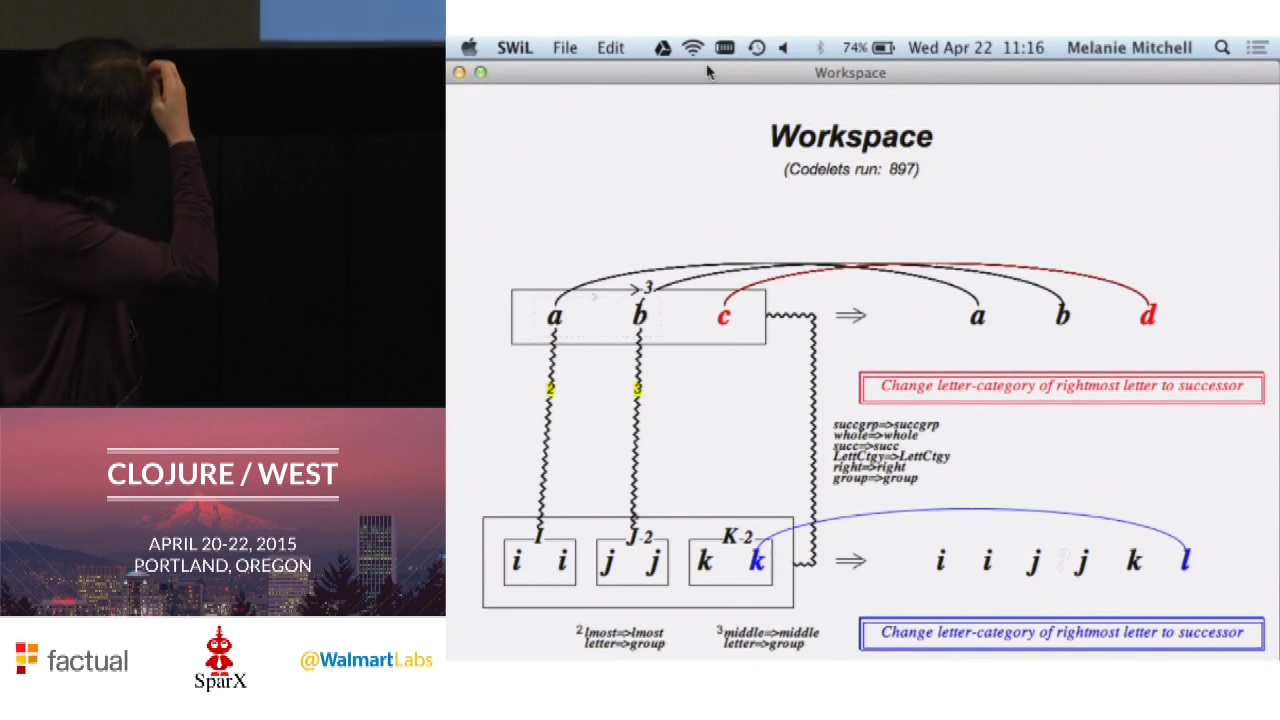 SWiL File Edit 74% Wed Apr 22 11:16 Melanie Mitchell
Workspace
Workspace
(Codelets run: 897)
3
a b c ⇒ a b d
2 3
Change letter-category of rightmost letter to successor
succgrp=>succgrp
whole=>whole
succ=>succ
LettCtgy=>LettCtgy
right=>right
group=>group
J-2 K-2
i i j j k k ⇒ i i j j k l
2 lmost=>lmost
letter=>group
3 middle=>middle
letter=>group
Change letter-category of rightmost letter to successor
CLOJURE / WEST
APRIL 20-22, 2015
PORTLAND, OREGON
factual
SparX
@WalmartLabs